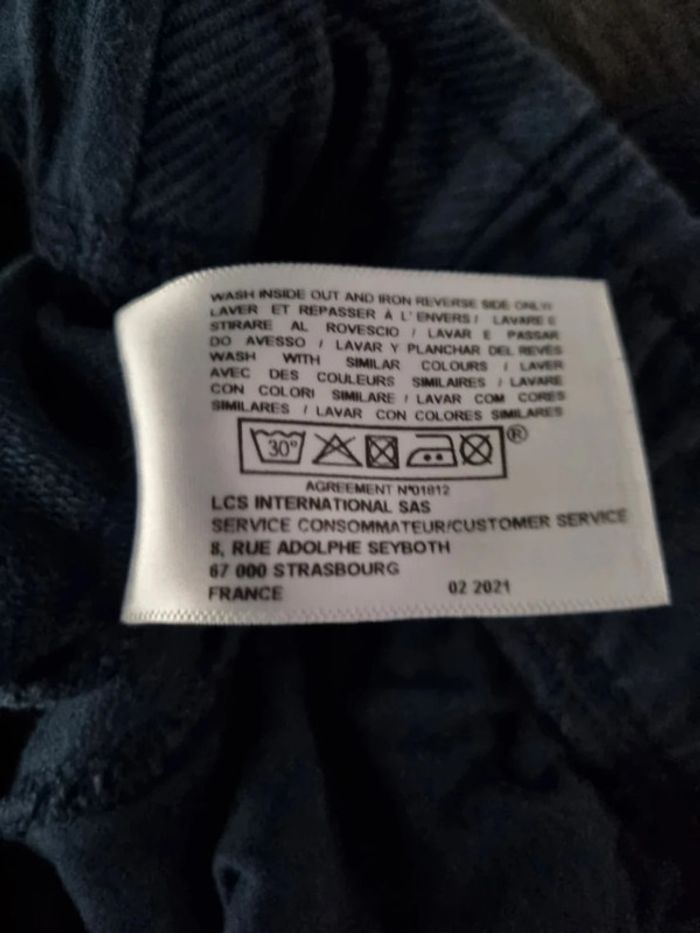 WASH INSIDE OUT AND IRON REVERSE SIDE ONLY/
LAVER ET REPASSER À L'ENVERS / LAVARE E
STIRARE AL ROVESCIO / LAVAR E PASSAR
DO AVESSO / LAVAR Y PLANCHAR DEL REVÉS
WASH WITH SIMILAR COLOURS / LAVER
AVEC DES COULEURS SIMILAIRES / LAVARE
CON COLORI SIMILARE / LAVAR COM CORES
SIMILARES / LAVAR CON COLORES SIMILARES
30° ®
AGREEMENT N°01812
LCS INTERNATIONAL SAS
SERVICE CONSOMMATEUR/CUSTOMER SERVICE
8, RUE ADOLPHE SEYBOTH
67 000 STRASBOURG
FRANCE 02 2021